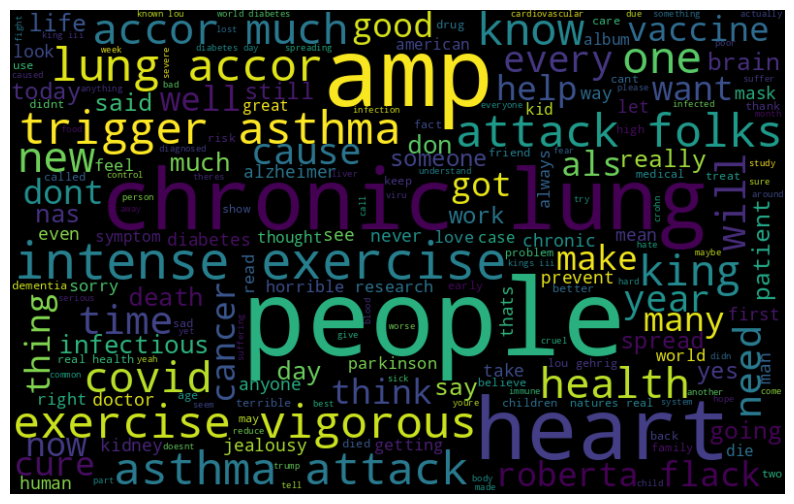 known lou world diabetes cardiovascular due something actually
life accor much good know vaccine
fight king iii lost diabetes day spreading drug album care poor
look week severe american every one brain
lung accor amp
use caused bad help way want
today anything didnt said well still cant please suffer
great infection kid everyone infected mask
trigger asthma attack folks let thank month
food risk don fact high
new feel diagnosed much cause someone als really study
control theres alzheimer understand friend medical treat sure around
dont called liver keep always got will patient
person away show viru call crohn try
nas chronic lung work
even symptom diabetes thought see never love case chronic mean hate maybe
intense exercise read problem kings iii make king
dementia sorry horrible research early better prevent hard year
serious death blood
thing time sad yet cancer people thats many first
infectious give worse cruel didn spread
real health yeah day parkinson lou gehrig world need
common covid anyone sick take health yes man
right doctor age terrible suffering think say believe immune children natures real system another come
seem best youre hope
exercise vigorous heart
may reduce
now kidney jealousy died getting back going
doesnt family die
cure asthma attack roberta flack
human part trump tell body made child two